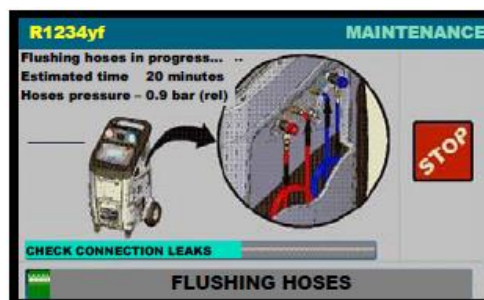 R1234yf MAINTENANCE
Flushing hoses in progress... ..
Estimated time 20 minutes
Hoses pressure – 0.9 bar (rel)
STOP
CHECK CONNECTION LEAKS
FLUSHING HOSES